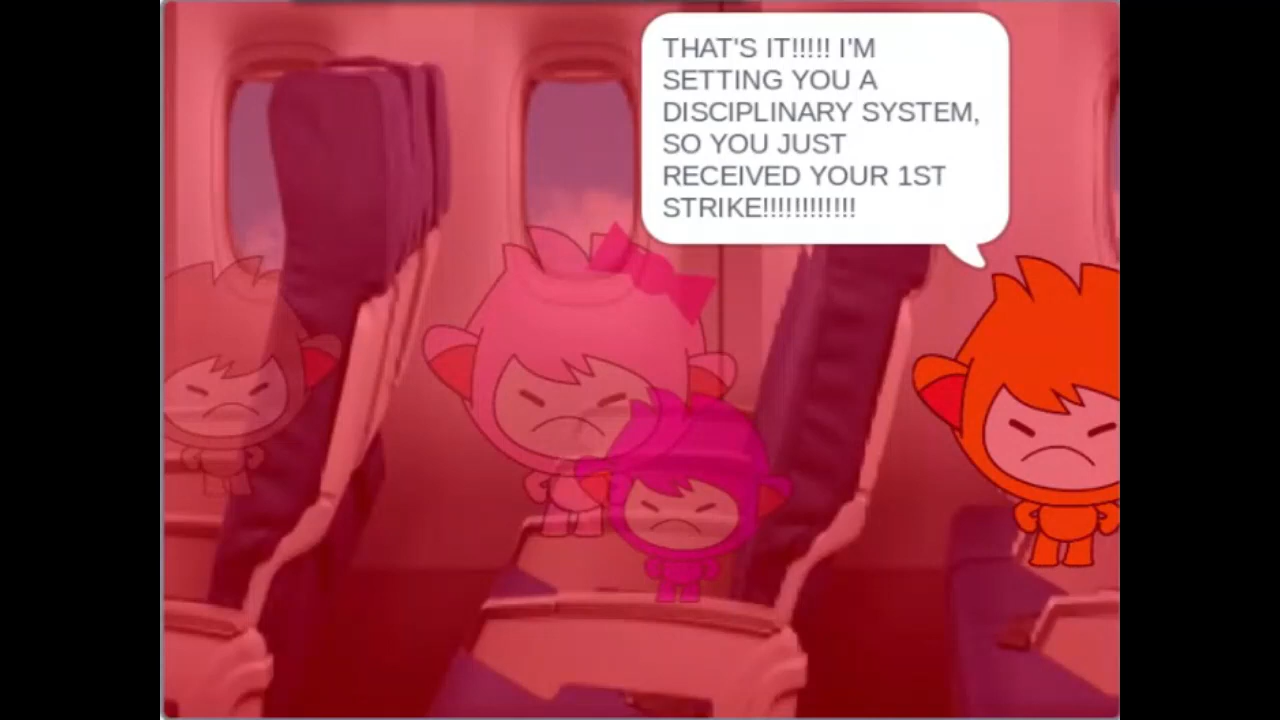 THAT'S IT!!!!! I'M
SETTING YOU A
DISCIPLINARY SYSTEM,
SO YOU JUST
RECEIVED YOUR 1ST
STRIKE!!!!!!!!!!!!